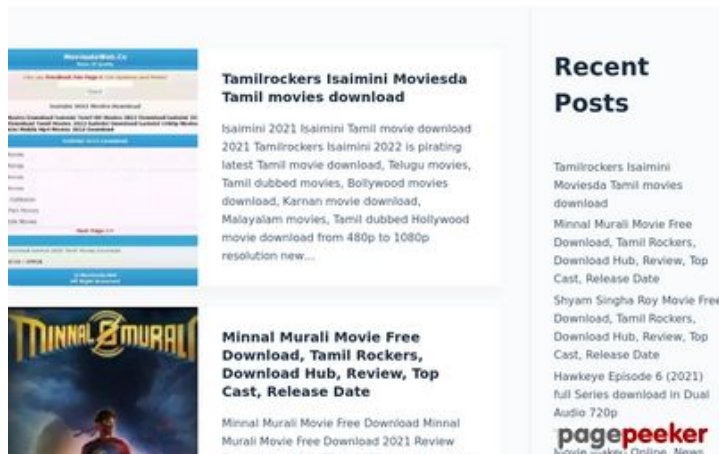 Tamilrockers Isaimini Moviesda
Tamil movies download
Isaimini 2021 Isaimini Tamil movie download
2021 Tamilrockers Isaimini 2022 is pirating
latest Tamil movie download, Telugu movies,
Tamil dubbed movies, Bollywood movies
download, Karnan movie download,
Malayalam movies, Tamil dubbed Hollywood
movie download from 480p to 1080p
resolution new...
MINNAL MURALI
Minnal Murali Movie Free
Download, Tamil Rockers,
Download Hub, Review, Top
Cast, Release Date
Minnal Murali Movie Free Download Minnal
Murali Movie Free Download 2021 Review
Recent
Posts
Tamilrockers Isaimini
Moviesda Tamil movies
download
Minnal Murali Movie Free
Download, Tamil Rockers,
Download Hub, Review, Top
Cast, Release Date
Shyam Singha Roy Movie Free
Download, Tamil Rockers,
Download Hub, Review, Top
Cast, Release Date
Hawkeye Episode 6 (2021)
full Series download in Dual
Audio 720p
pagepeeker